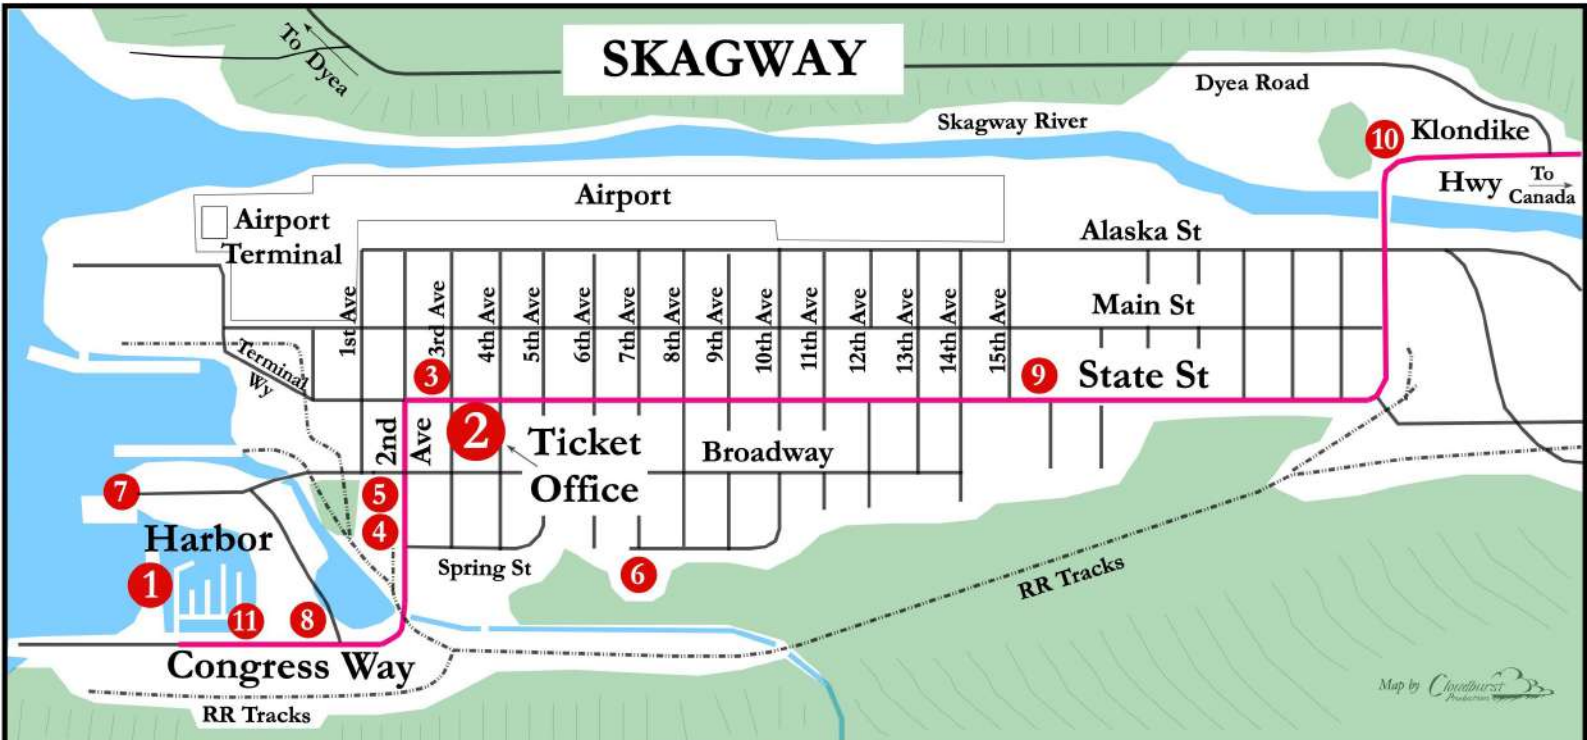 SKAGWAY
To Dyea
Dyea Road
Skagway River
10
Klondike
Hwy
To
Canada
Airport
Airport
Terminal
Alaska St
Main St
1st Ave
3rd Ave
4th Ave
5th Ave
6th Ave
7th Ave
8th Ave
9th Ave
10th Ave
11th Ave
12th Ave
13th Ave
14th Ave
15th Ave
Terminal
Wy
3
9
State St
2nd
Ave
2
Ticket
Office
Broadway
7
5
4
Harbor
1
11
8
Spring St
6
RR Tracks
Congress Way
RR Tracks
Map by Cloudburst
Productions